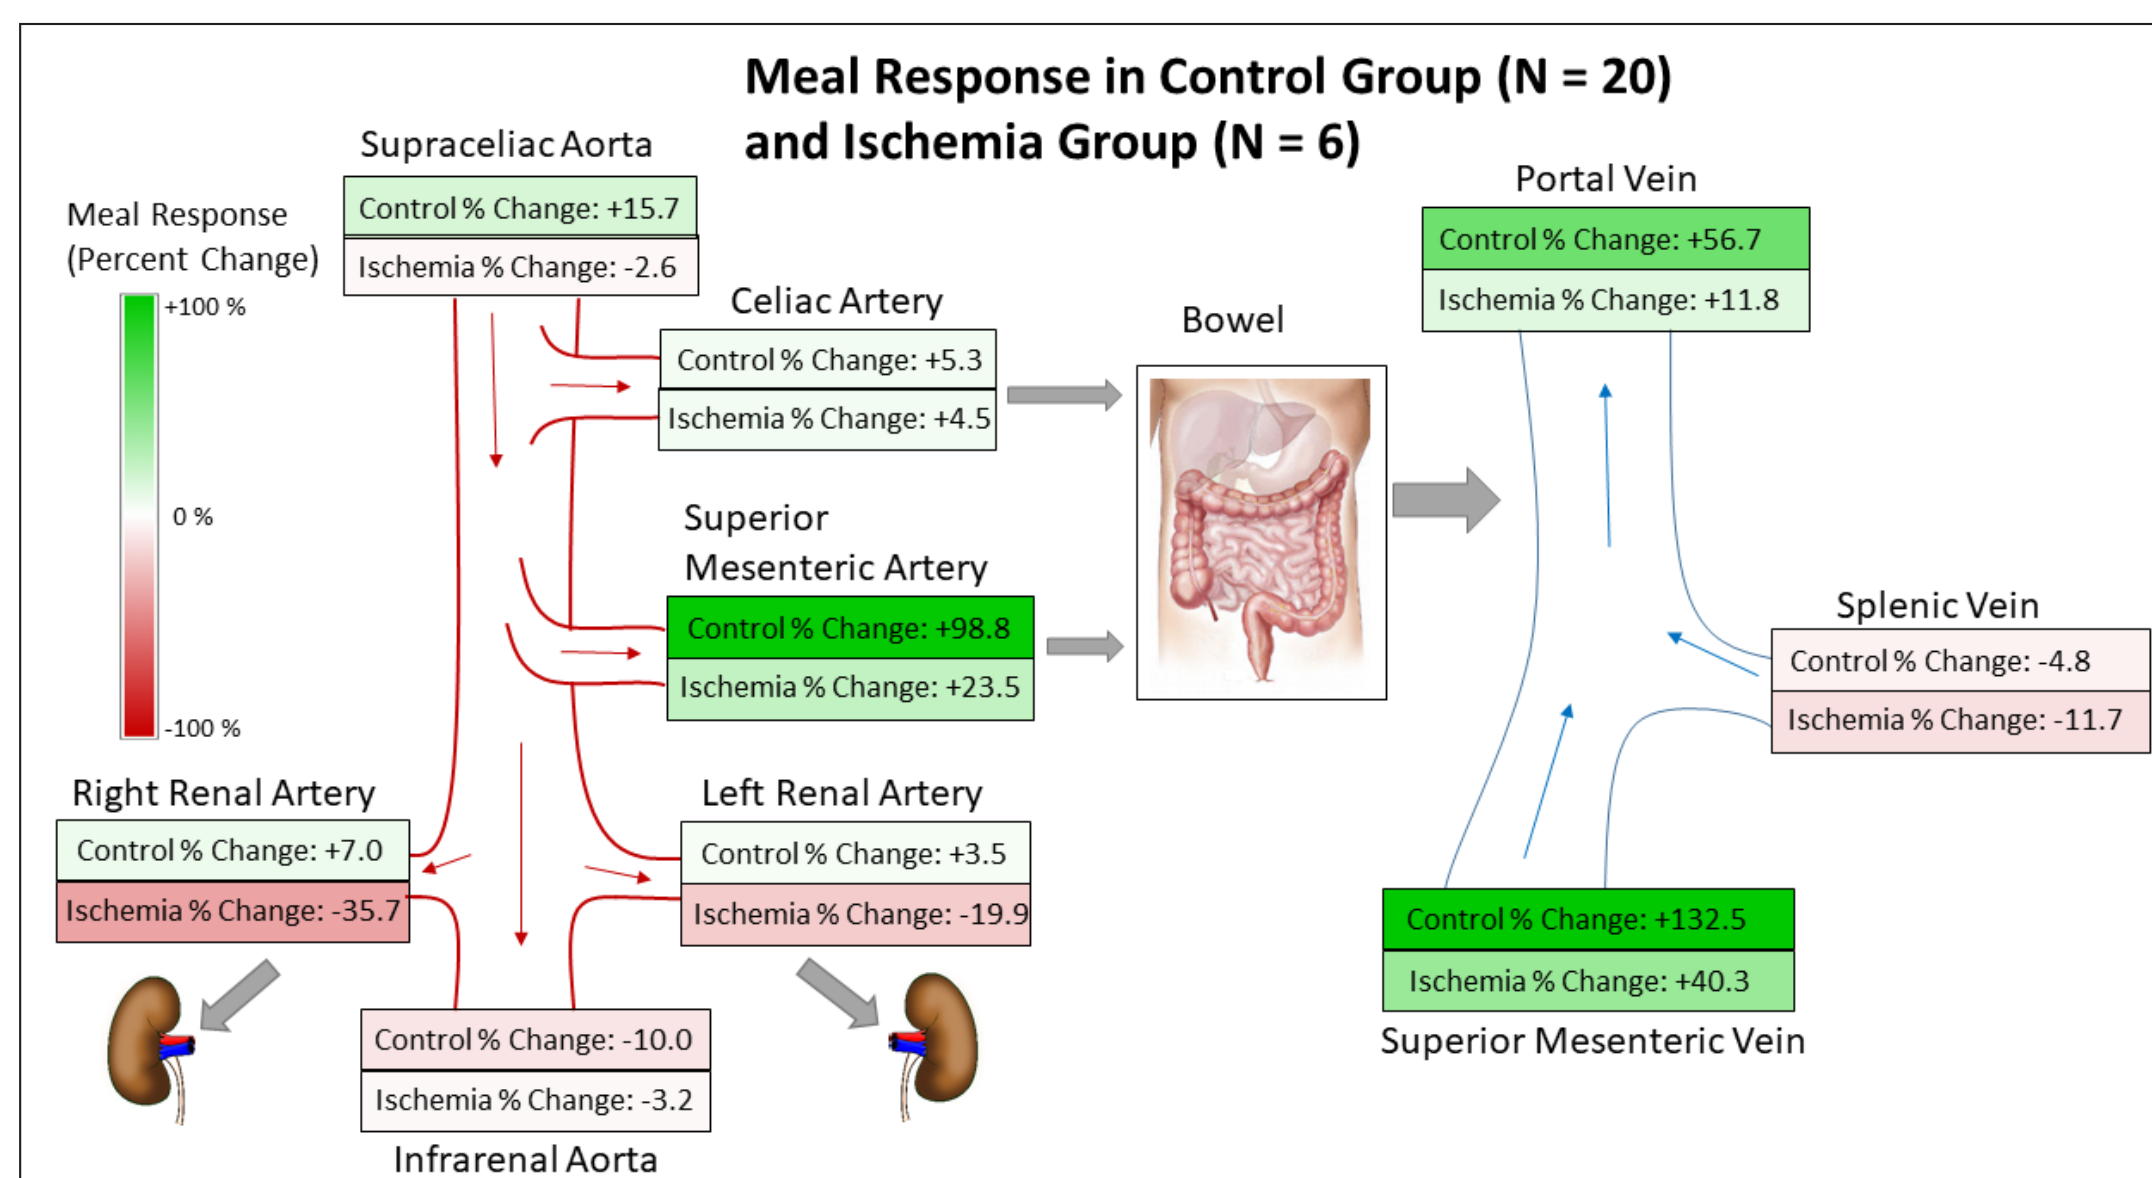 Meal Response in Control Group (N = 20)
and Ischemia Group (N = 6)
Supraceliac Aorta
Control % Change: +15.7
Ischemia % Change: -2.6
Meal Response
(Percent Change)
+100 %
0 %
-100 %
Celiac Artery
Control % Change: +5.3
Ischemia % Change: +4.5
Superior
Mesenteric Artery
Control % Change: +98.8
Ischemia % Change: +23.5
Right Renal Artery
Control % Change: +7.0
Ischemia % Change: -35.7
Left Renal Artery
Control % Change: +3.5
Ischemia % Change: -19.9
Control % Change: -10.0
Ischemia % Change: -3.2
Infrarenal Aorta
Bowel
Portal Vein
Control % Change: +56.7
Ischemia % Change: +11.8
Splenic Vein
Control % Change: -4.8
Ischemia % Change: -11.7
Control % Change: +132.5
Ischemia % Change: +40.3
Superior Mesenteric Vein